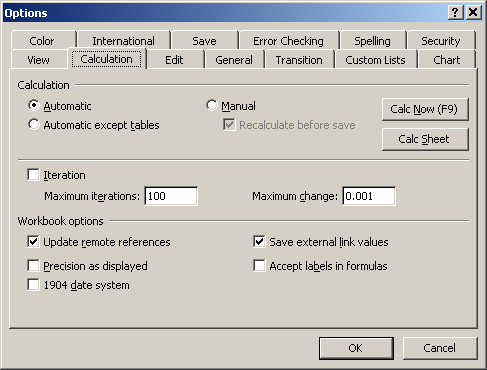 Options
Color International Save Error Checking Spelling Security
View Calculation Edit General Transition Custom Lists Chart
Calculation
Automatic Manual Calc Now (F9)
Automatic except tables Recalculate before save
Calc Sheet
Iteration
Maximum iterations: 100 Maximum change: 0.001
Workbook options
Update remote references Save external link values
Precision as displayed Accept labels in formulas
1904 date system
OK Cancel